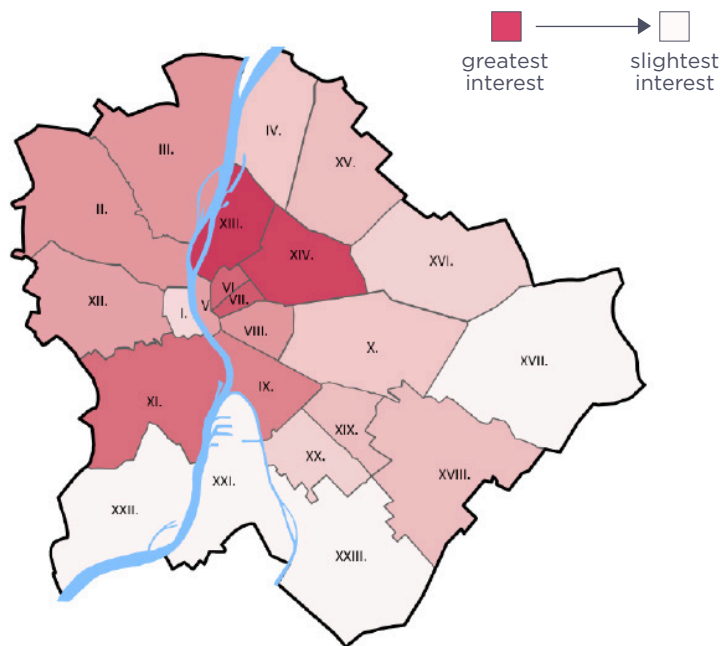 greatest
interest
slightest
interest
IV.
III.
XV.
II.
XIII.
XIV.
XVI.
VI
XII.
VII.
I.
V
VIII.
X.
XVII.
XI.
IX.
XIX.
XX.
XVIII.
XXI.
XXII.
XXIII.